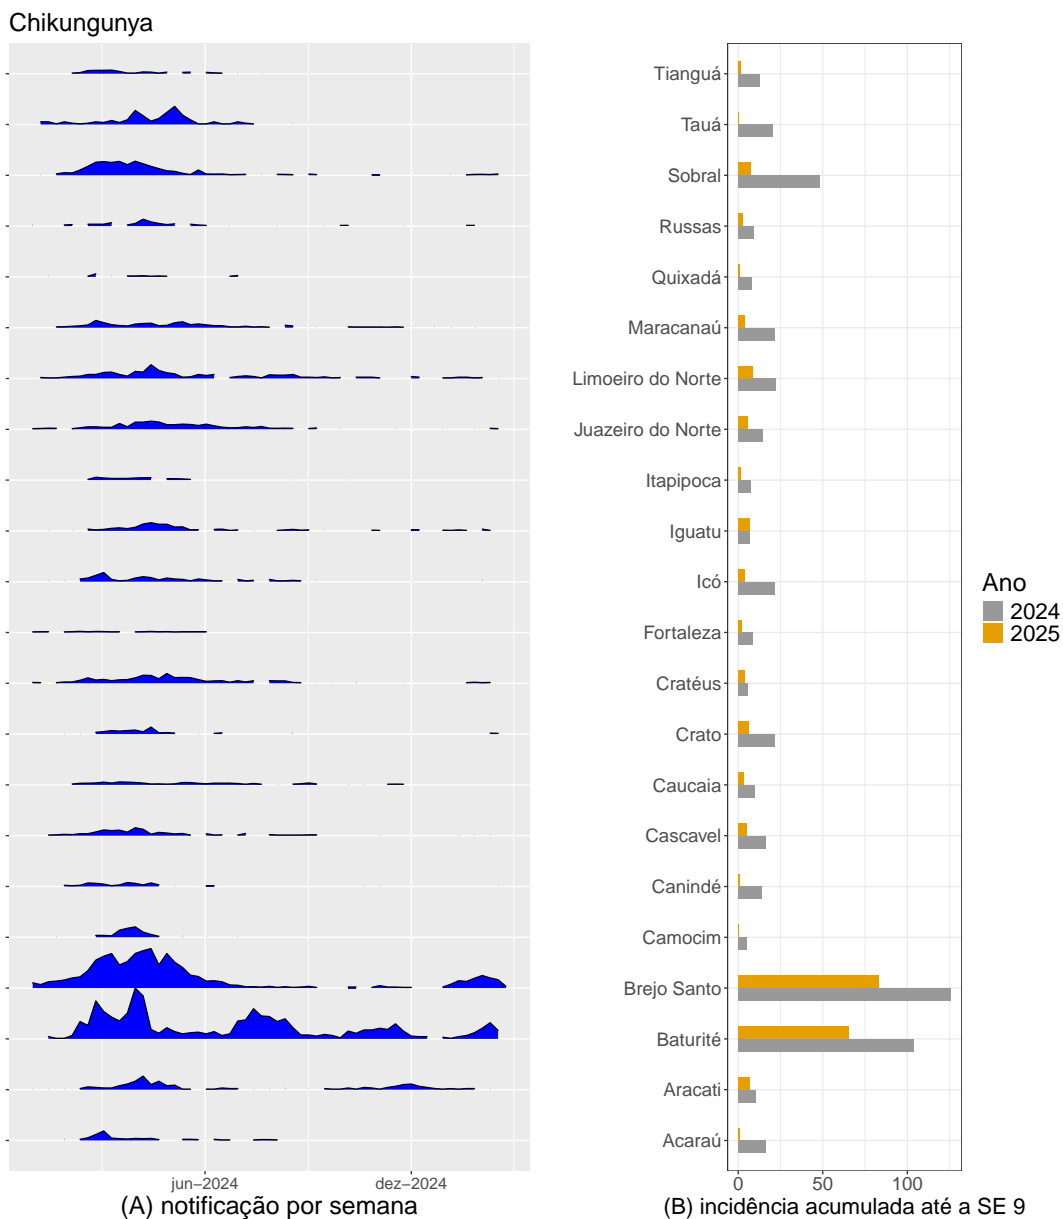 Chikungunya
Tianguá
Tauá
Sobral
Russas
Quixadá
Maracanaú
Limoeiro do Norte
Juazeiro do Norte
Itapipoca
Iguatu
Icó
Fortaleza
Cratéus
Crato
Caucaia
Cascavel
Canindé
Camocim
Brejo Santo
Baturité
Aracati
Acaraú
Ano
2024
2025
jun−2024 dez−2024
(A) notificação por semana
0 50 100
(B) incidência acumulada até a SE 9